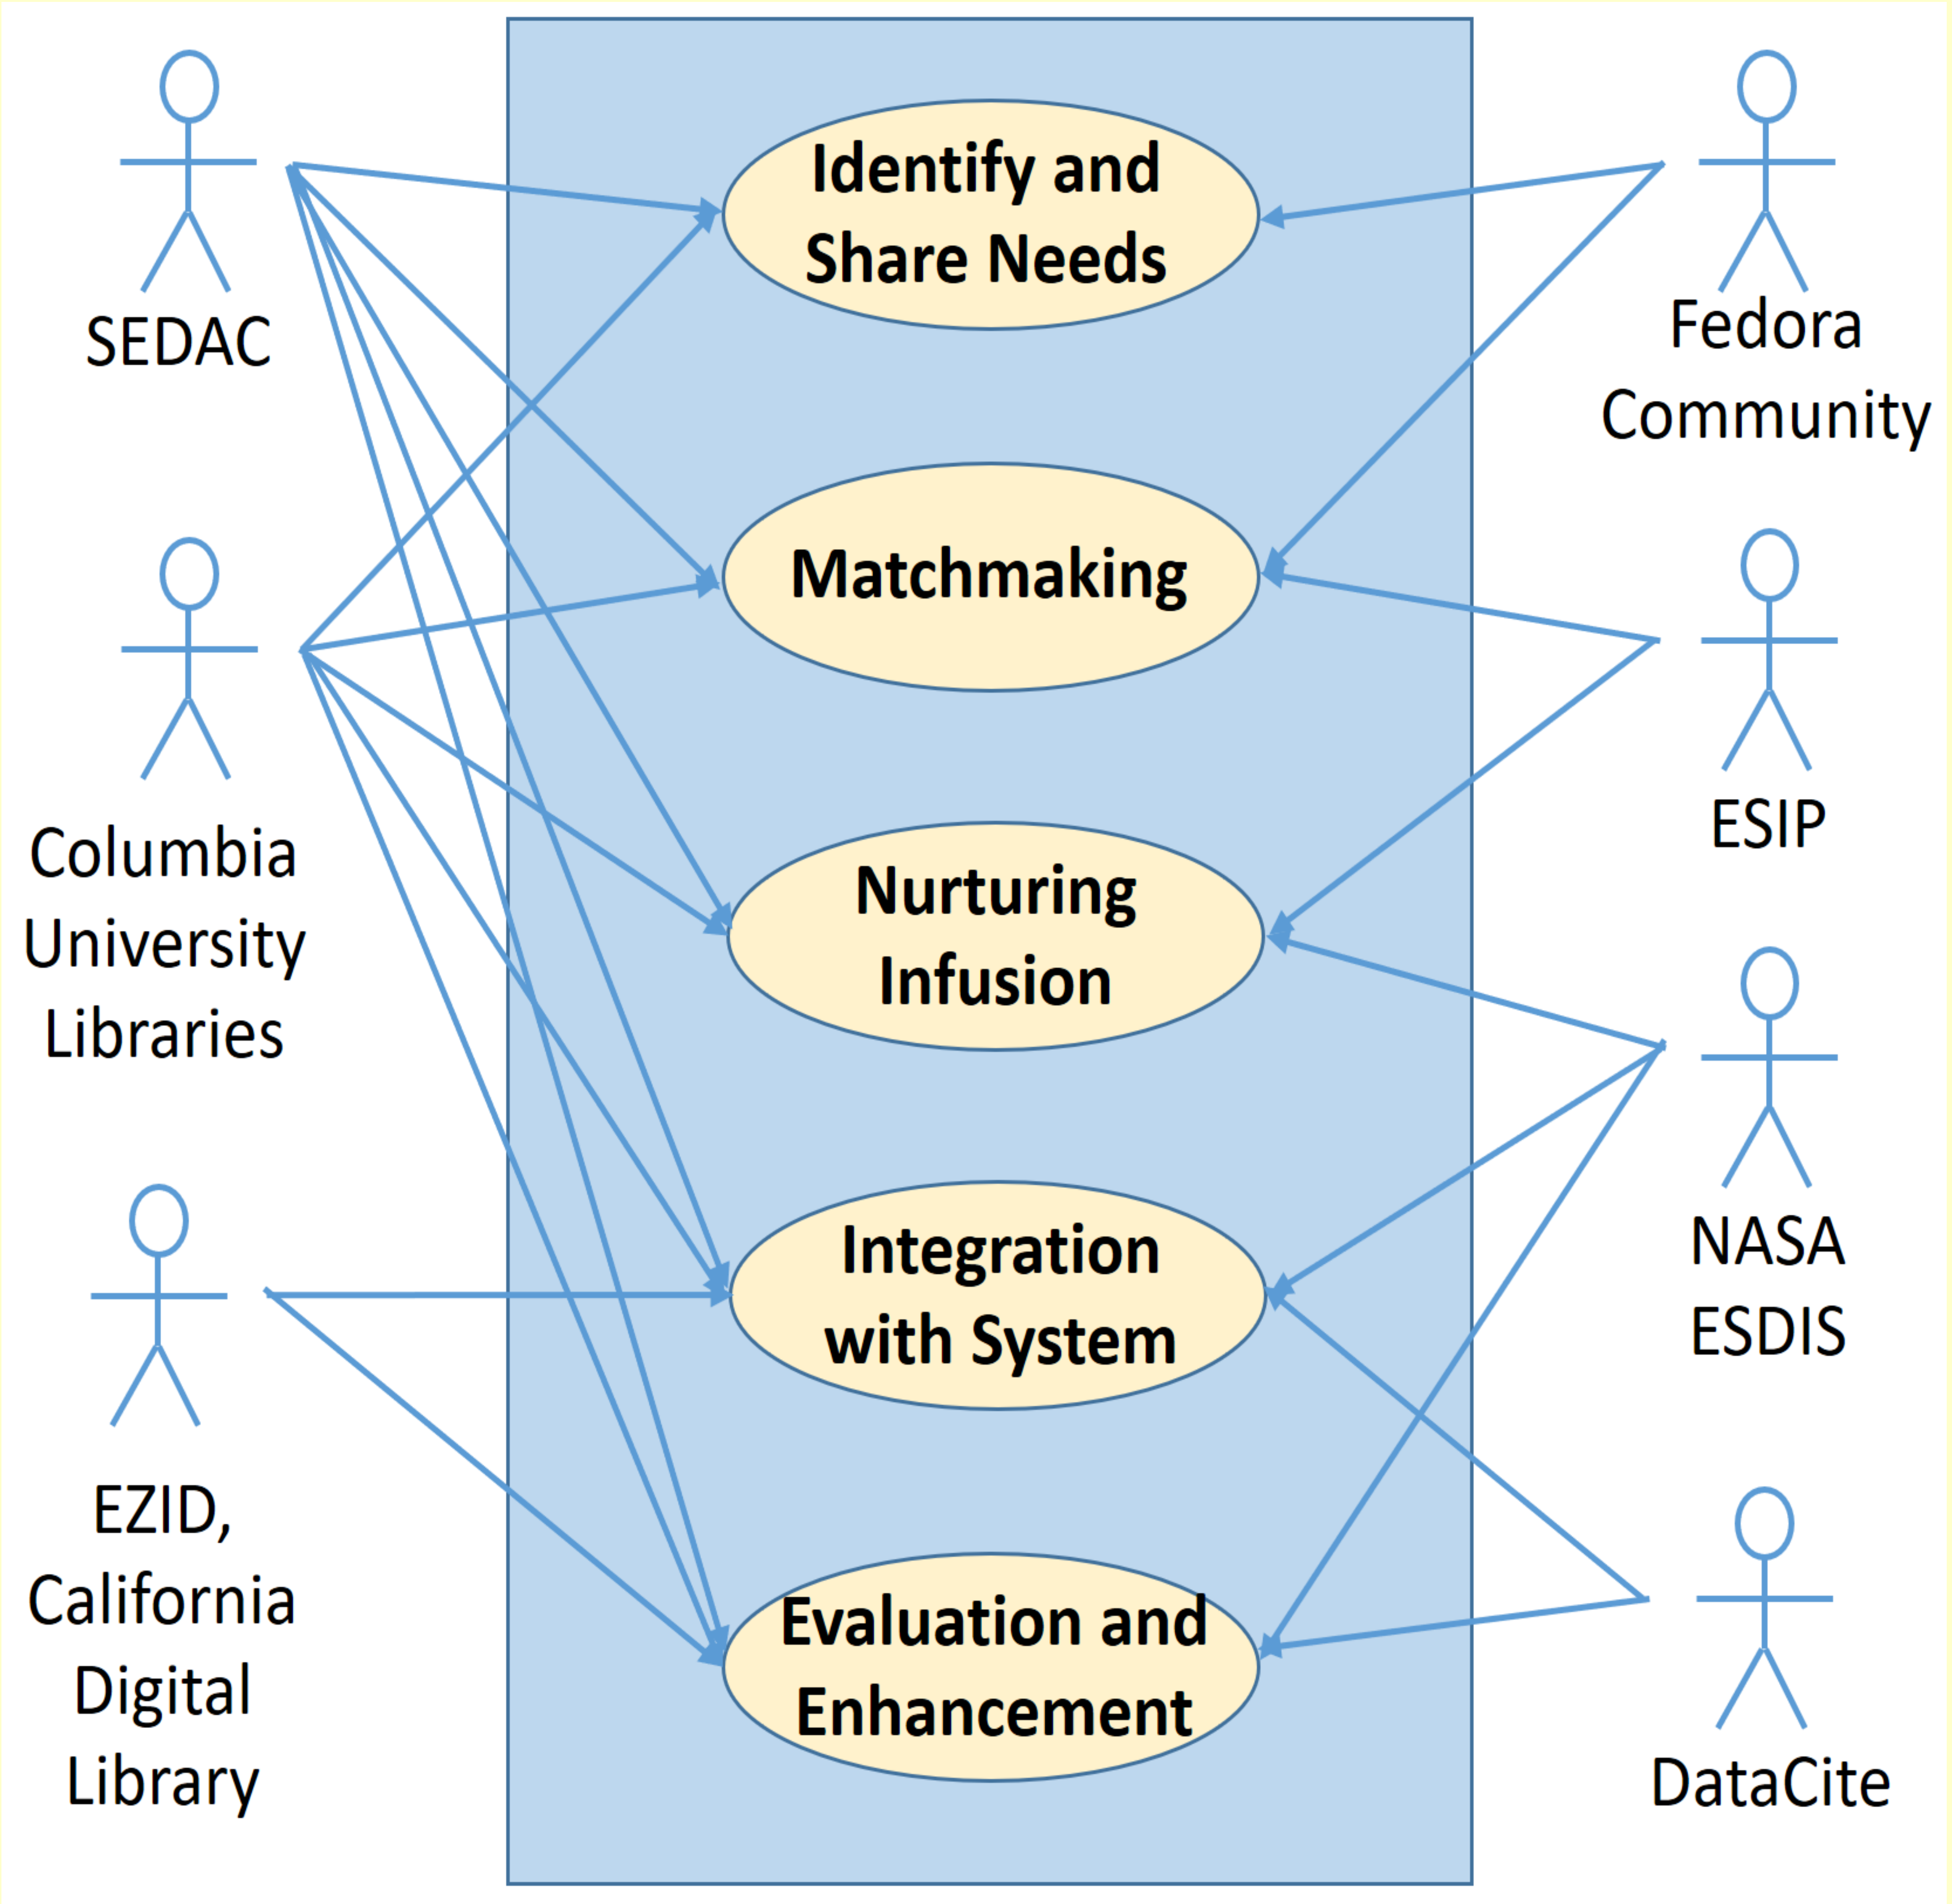 SEDAC
Columbia
University
Libraries
EZID,
California
Digital
Library
Identify and
Share Needs
Matchmaking
Nurturing
Infusion
Integration
with System
Evaluation and
Enhancement
Fedora
Community
ESIP
NASA
ESDIS
DataCite